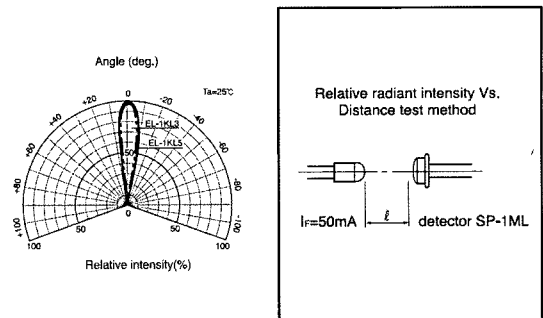 Angle (deg.)
Ta=25℃
0
+20
-20
+40
-40
+60
-60
+80
-80
+100
-100
EL-1KL3
EL-1KL5
50
0
100
50
50
100
Relative intensity(%)
Relative radiant intensity Vs.
Distance test method
IF=50mA
ℓ
detector SP-1ML